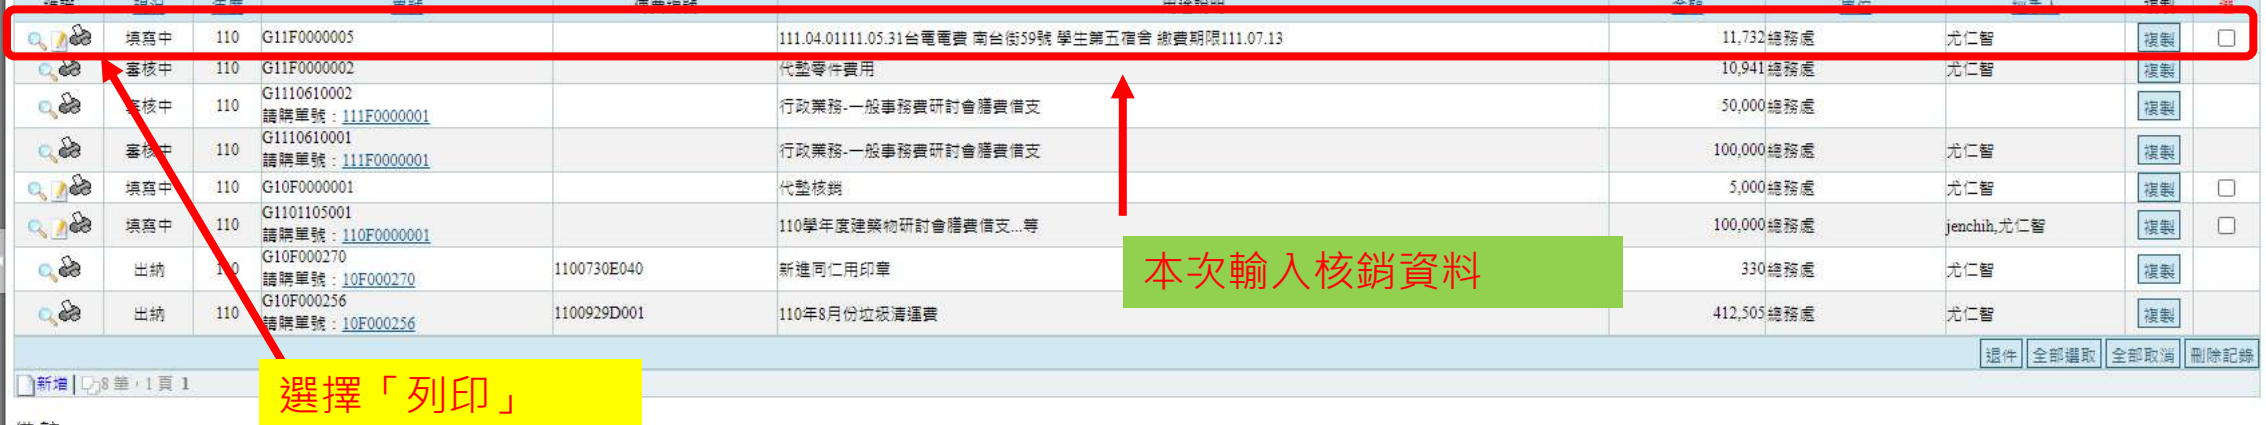 填寫中 110 G11F0000005 111.04.01111.05.31台電電費 南台街59號 學生第五宿舍 繳費期限111.07.13 11,732 總務處 尤仁智 複製
審核中 110 G11F0000002 代墊零件費用 10,941 總務處 尤仁智 複製
審核中 110 G1110610002 行政業務-一般事務費研討會膳費借支 50,000 總務處 複製
請購單號：111F0000001
審核中 110 G1110610001 行政業務-一般事務費研討會膳費借支 100,000 總務處 尤仁智 複製
請購單號：111F0000001
填寫中 110 G10F0000001 代墊核銷 5,000 總務處 尤仁智 複製
填寫中 110 G1101105001 110學年度建築物研討會膳費借支...等 100,000 總務處 jenchih,尤仁智 複製
請購單號：110F0000001
出納 G10F000270 1100730E040 新進同仁用印章 330 總務處 尤仁智 複製
請購單號：10F000270
出納 110 G10F000256 1100929D001 110年8月份垃圾清運費 412,505 總務處 尤仁智 複製
請購單號：10F000256
本次輸入核銷資料
退件 全部選取 全部取消 刪除記錄
新增 8 筆，1 頁 1
選擇「列印」